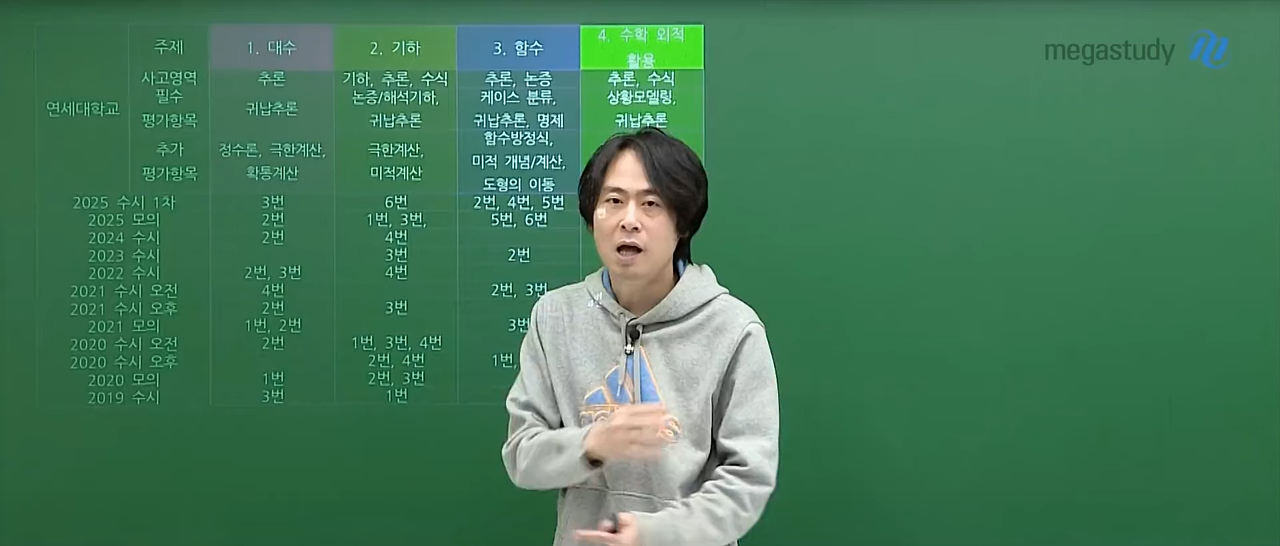 megastudy
주제 1. 대수 2. 기하 3. 함수 4. 수학 외적 활용
연세대학교
사고영역 추론 기하, 추론, 수식 추론, 논증 추론, 수식
필수 평가항목 귀납추론 논증/해석기하, 귀납추론 케이스 분류, 귀납추론, 명제 상황모델링, 귀납추론
추가 평가항목 정수론, 극한계산, 확통계산 극한계산, 미적계산 함수방정식, 미적 개념/계산, 도형의 이동
2025 수시 1차 3번 6번 2번, 4번, 5번
2025 모의 2번 1번, 3번, 5번, 6번
2024 수시 2번 4번
2023 수시 3번 2번
2022 수시 2번, 3번 4번
2021 수시 오전 4번 2번, 3번
2021 수시 오후 2번 3번
2021 모의 1번, 2번 3번
2020 수시 오전 2번 1번, 3번, 4번
2020 수시 오후 2번, 4번 1번,
2020 모의 1번 2번, 3번
2019 수시 3번 1번